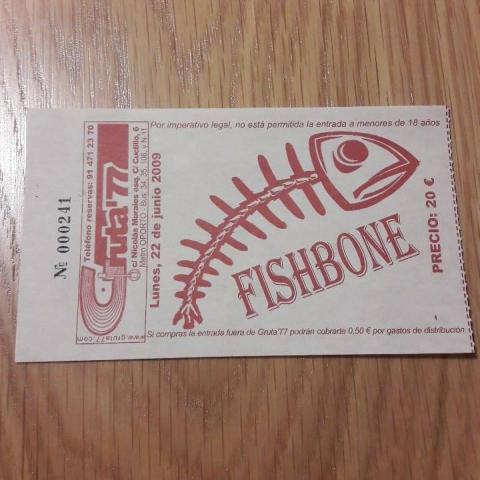 Nº 000241
Teléfono reservas: 91 471 23 70
Gruta'77
c/ Nicolás Morales esq. C/ Cuclillo, 6
Metro OPORTO - Bus: 34, 35, 108, y N-11
www.gruta77.com
Lunes, 22 de junio 2009
Por imperativo legal, no está permitida la entrada a menores de 18 años
FISHBONE
PRECIO: 20 €
Si compras la entrada fuera de Gruta'77 podrán cobrarte 0,50 € por gastos de distribución